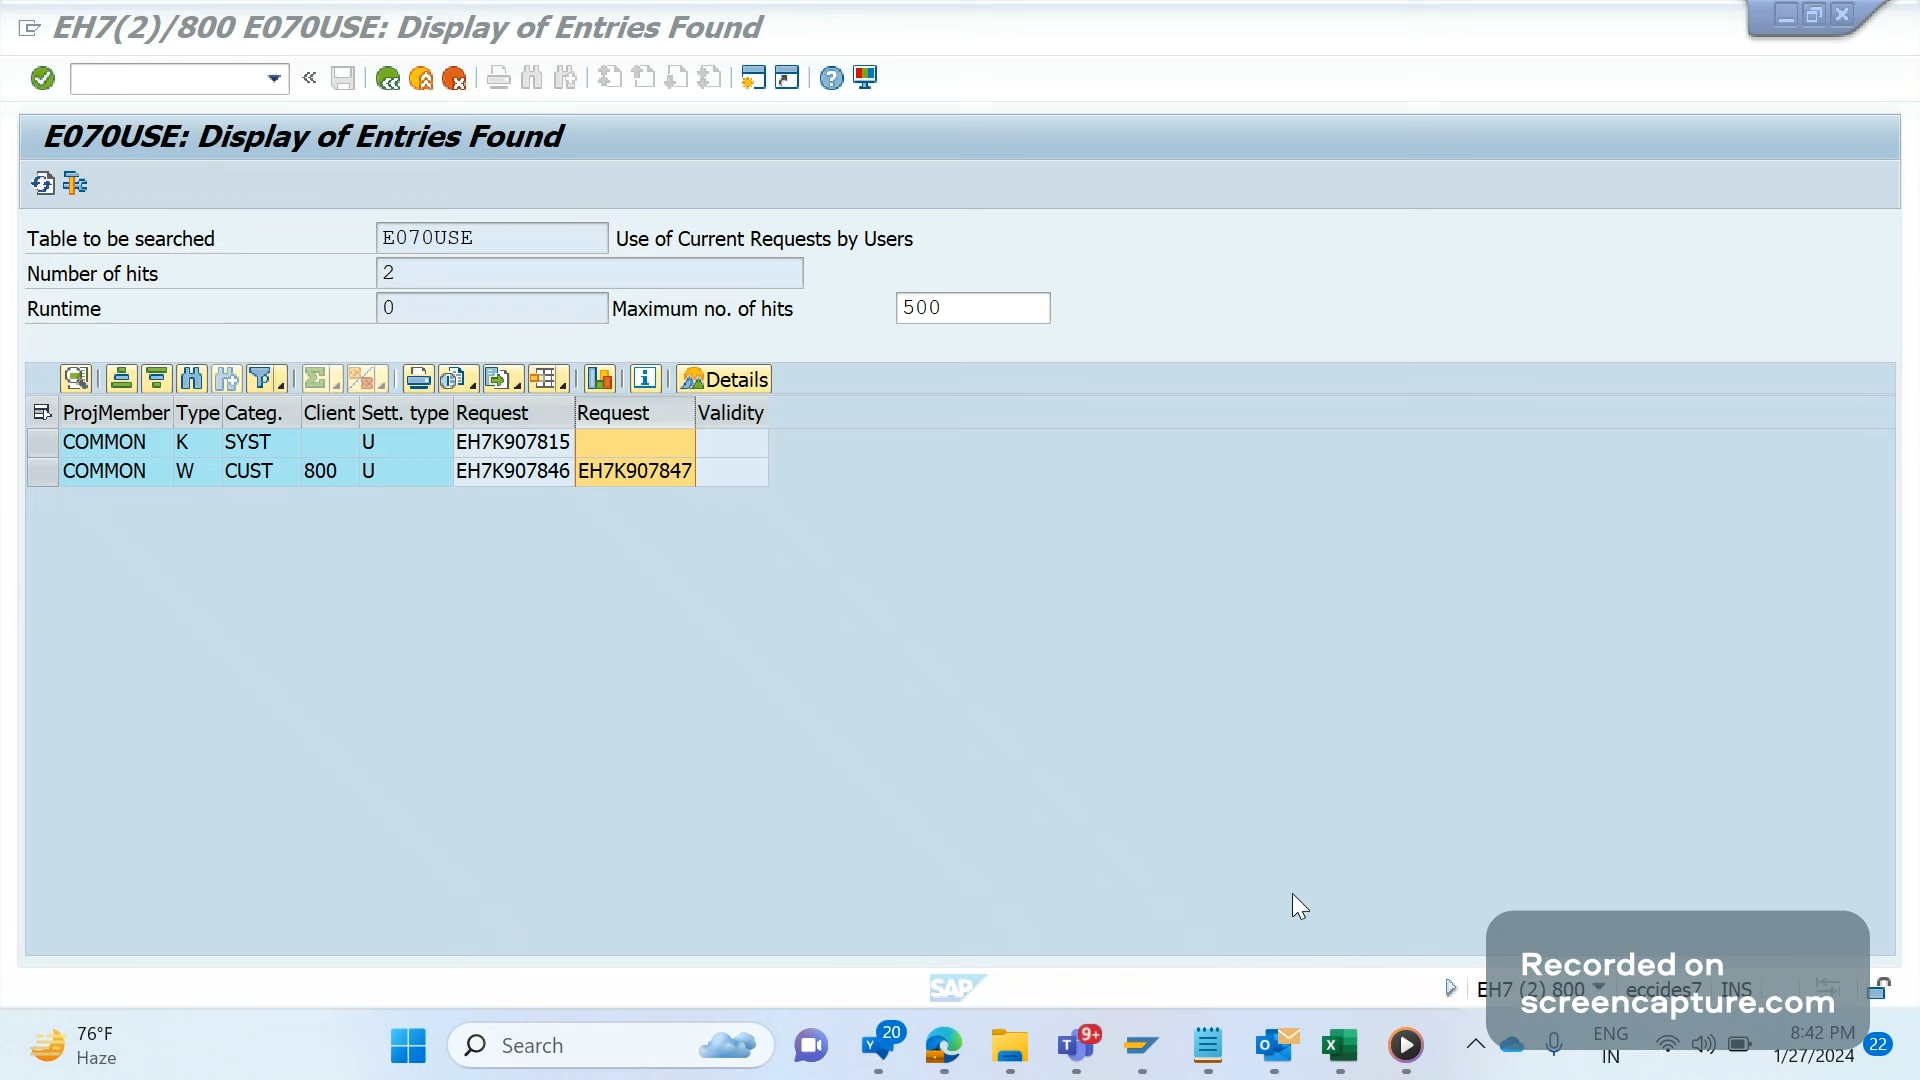 EH7(2)/800 E070USE: Display of Entries Found
E070USE: Display of Entries Found
Table to be searched E070USE Use of Current Requests by Users
Number of hits 2
Runtime 0 Maximum no. of hits 500
Details
ProjMember Type Categ. Client Sett. type Request Request Validity
COMMON K SYST U EH7K907815
COMMON W CUST 800 U EH7K907846 EH7K907847
SAP
EH7 (2) 800 eccides7 INS
Recorded on
screencapture.com
76°F
Haze
Search
20
9+
ENG
IN
8:42 PM
1/27/2024
22